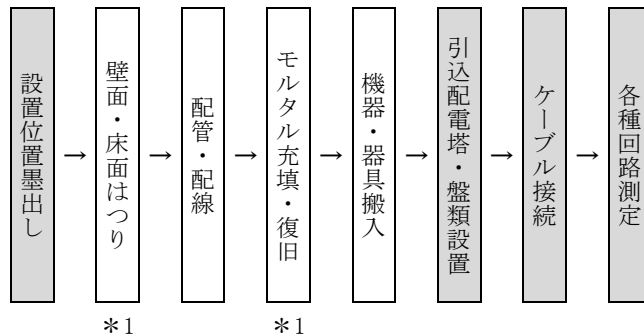 設置位置墨出し
→
壁面・床面はつり
→
配管・配線
→
モルタル充填・復旧
→
機器・器具搬入
→
引込配電塔・盤類設置
→
ケーブル接続
→
各種回路測定
＊1
＊1